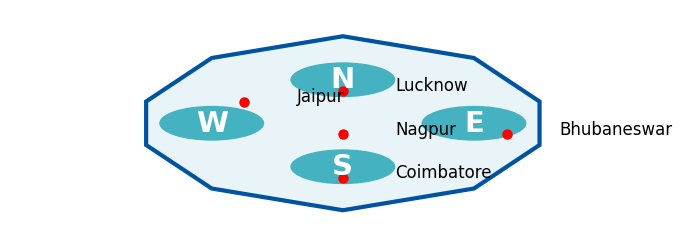 N
Lucknow
Jaipur
W
Nagpur
E
Bhubaneswar
S
Coimbatore